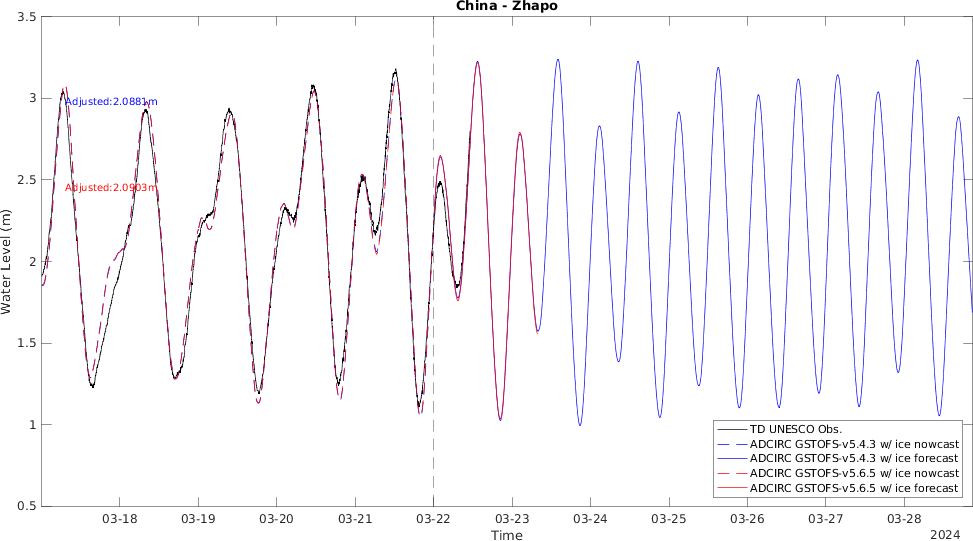 China - Zhapo
3.5
3
2.5
2
1.5
1
0.5
Water Level (m)
Adjusted:2.0881m
Adjusted:2.0903m
TD UNESCO Obs.
ADCIRC GSTOFS-v5.4.3 w/ ice nowcast
ADCIRC GSTOFS-v5.4.3 w/ ice forecast
ADCIRC GSTOFS-v5.6.5 w/ ice nowcast
ADCIRC GSTOFS-v5.6.5 w/ ice forecast
03-18 03-19 03-20 03-21 03-22 03-23 03-24 03-25 03-26 03-27 03-28
Time
2024